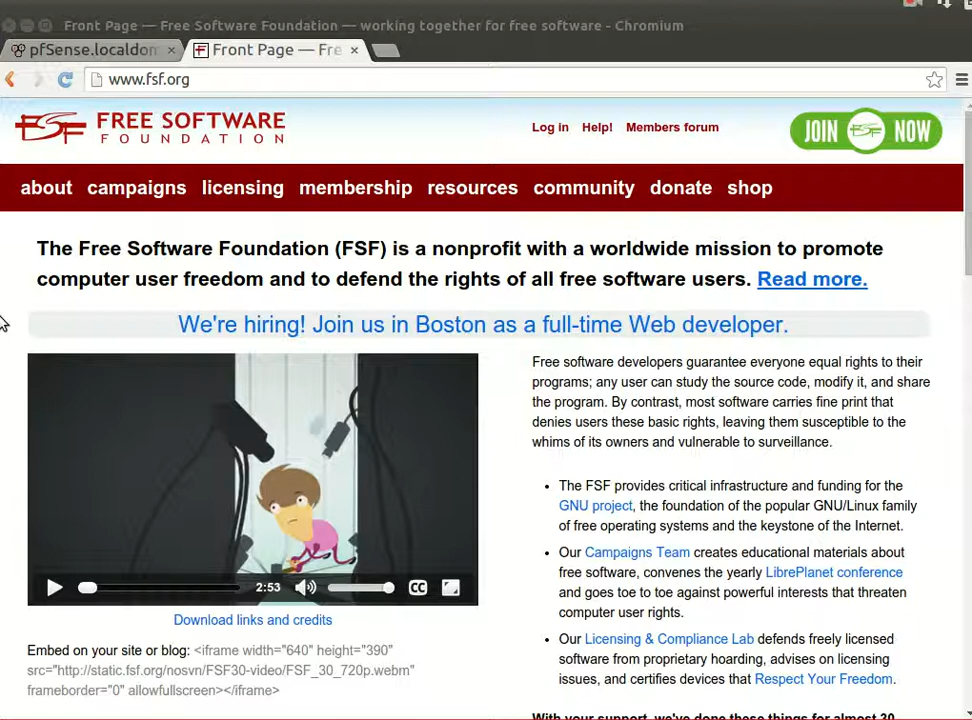 Front Page — Free Software Foundation — working together for free software - Chromium
pfSense.localdom
Front Page — Fre
www.fsf.org
FREE SOFTWARE
FOUNDATION
Log in Help! Members forum
JOIN NOW
about campaigns licensing membership resources community donate shop
The Free Software Foundation (FSF) is a nonprofit with a worldwide mission to promote
computer user freedom and to defend the rights of all free software users. Read more.
We're hiring! Join us in Boston as a full-time Web developer.
2:53
CC
Download links and credits
Embed on your site or blog: <iframe width="640" height="390"
src="http://static.fsf.org/nosvn/FSF30-video/FSF_30_720p.webm"
frameborder="0" allowfullscreen></iframe>
Free software developers guarantee everyone equal rights to their
programs; any user can study the source code, modify it, and share
the program. By contrast, most software carries fine print that
denies users these basic rights, leaving them susceptible to the
whims of its owners and vulnerable to surveillance.
• The FSF provides critical infrastructure and funding for the
GNU project, the foundation of the popular GNU/Linux family
of free operating systems and the keystone of the Internet.
• Our Campaigns Team creates educational materials about
free software, convenes the yearly LibrePlanet conference
and goes toe to toe against powerful interests that threaten
computer user rights.
• Our Licensing & Compliance Lab defends freely licensed
software from proprietary hoarding, advises on licensing
issues, and certifies devices that Respect Your Freedom.
With your support, we've done these things for almost 30